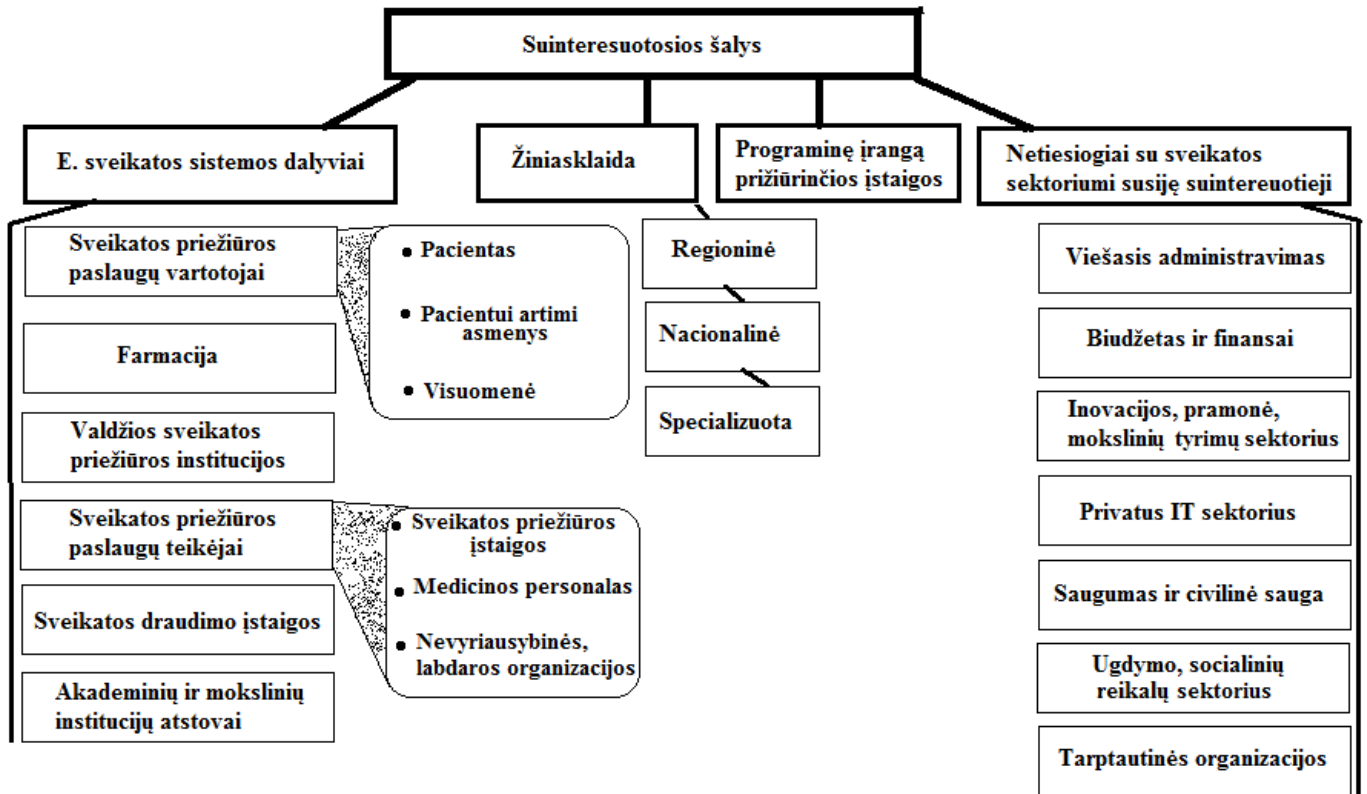 Suinteresuotosios šalys
E. sveikatos sistemos dalyviai
Sveikatos priežiūros
paslaugų vartotojai
• Pacientas
• Pacientui artimi
asmenys
• Visuomenė
Farmacija
Valdžios sveikatos
priežiūros institucijos
Sveikatos priežiūros
paslaugų teikėjai
• Sveikatos priežiūros
įstaigos
• Medicinos personalas
• Nevyriausybinės,
labdaros organizacijos
Sveikatos draudimo įstaigos
Akademinių ir mokslinių
institucijų atstovai
Žiniasklaida
Regioninė
Nacionalinė
Specializuota
Programinę įrangą
prižiūrinčios įstaigos
Netiesiogiai su sveikatos
sektoriumi susiję suintereuotieji
Viešasis administravimas
Biudžetas ir finansai
Inovacijos, pramonė,
mokslinių tyrimų sektorius
Privatus IT sektorius
Saugumas ir civilinė sauga
Ugdymo, socialinių
reikalų sektorius
Tarptautinės organizacijos